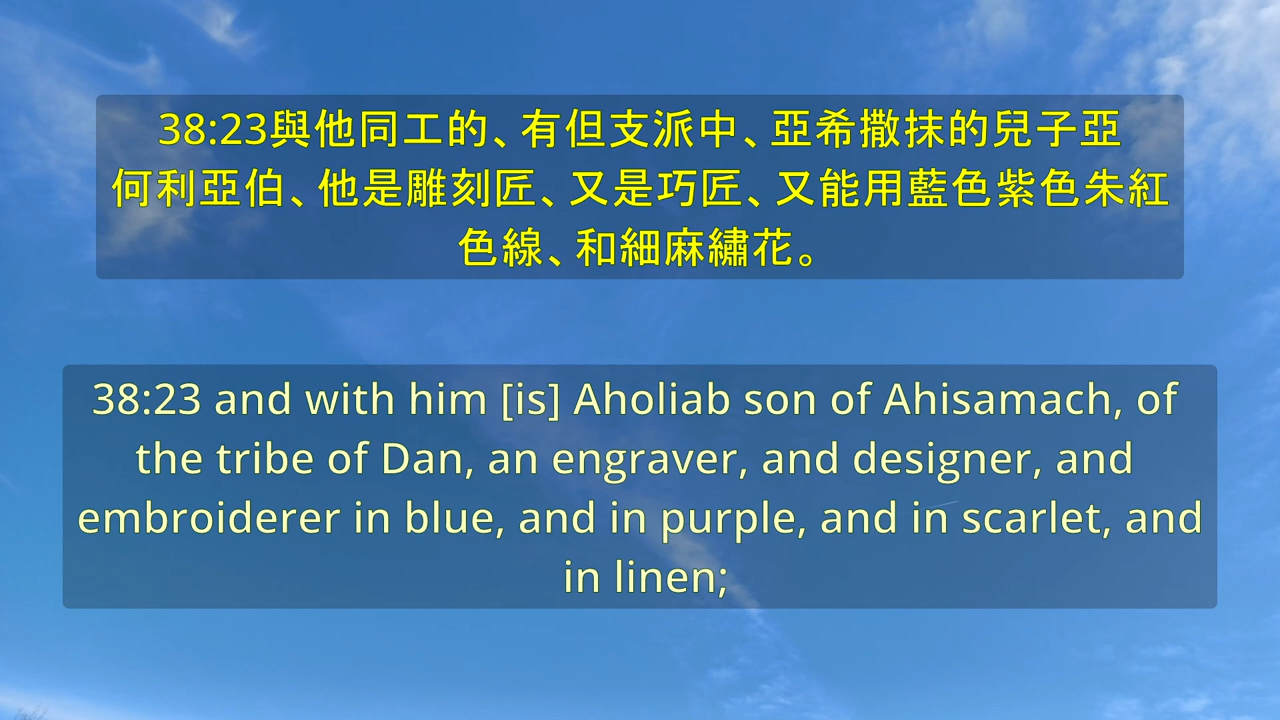 38:23與他同工的、有但支派中、亞希撒抹的兒子亞
何利亞伯、他是雕刻匠、又是巧匠、又能用藍色紫色朱紅
色線、和細麻繡花。
38:23 and with him [is] Aholiab son of Ahisamach, of
the tribe of Dan, an engraver, and designer, and
embroiderer in blue, and in purple, and in scarlet, and
in linen;